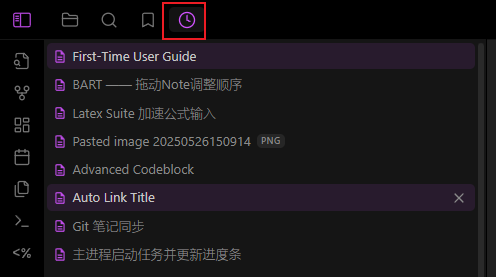 First-Time User Guide
BART —— 拖动Note调整顺序
Latex Suite 加速公式输入
Pasted image 20250526150914 PNG
Advanced Codeblock
Auto Link Title
Git 笔记同步
主进程启动任务并更新进度条
<%